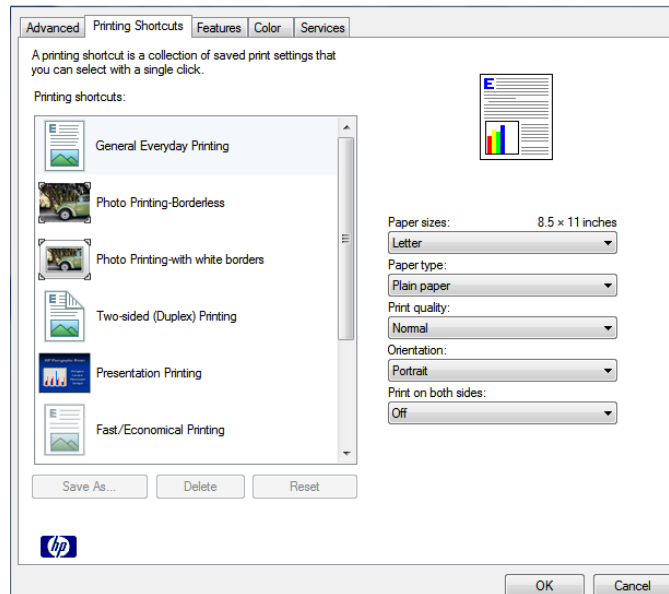 Advanced
Printing Shortcuts
Features
Color
Services
A printing shortcut is a collection of saved print settings that
you can select with a single click.
Printing shortcuts:
E
General Everyday Printing
Photo Printing-Borderless
Photo Printing-with white borders
E
Two-sided (Duplex) Printing
Presentation Printing
E
Fast/Economical Printing
Save As...
Delete
Reset
E
Paper sizes: 8.5 × 11 inches
Letter
Paper type:
Plain paper
Print quality:
Normal
Orientation:
Portrait
Print on both sides:
Off
hp
OK
Cancel